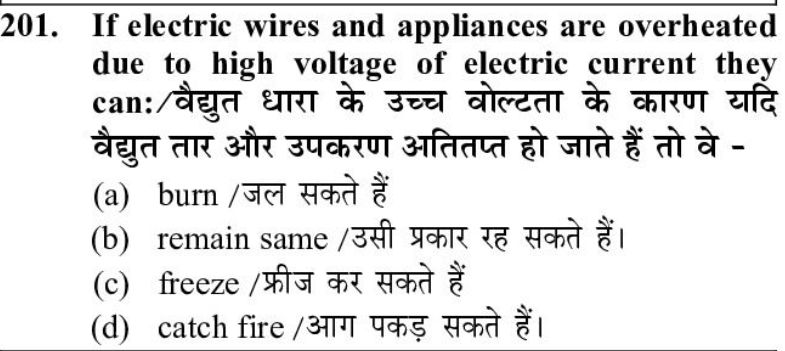 201. If electric wires and appliances are overheated
due to high voltage of electric current they
can:/वैद्युत धारा के उच्च वोल्टता के कारण यदि
वैद्युत तार और उपकरण अतितप्त हो जाते हैं तो वे -
(a) burn /जल सकते हैं
(b) remain same /उसी प्रकार रह सकते हैं।
(c) freeze /फ्रीज कर सकते हैं
(d) catch fire /आग पकड़ सकते हैं।